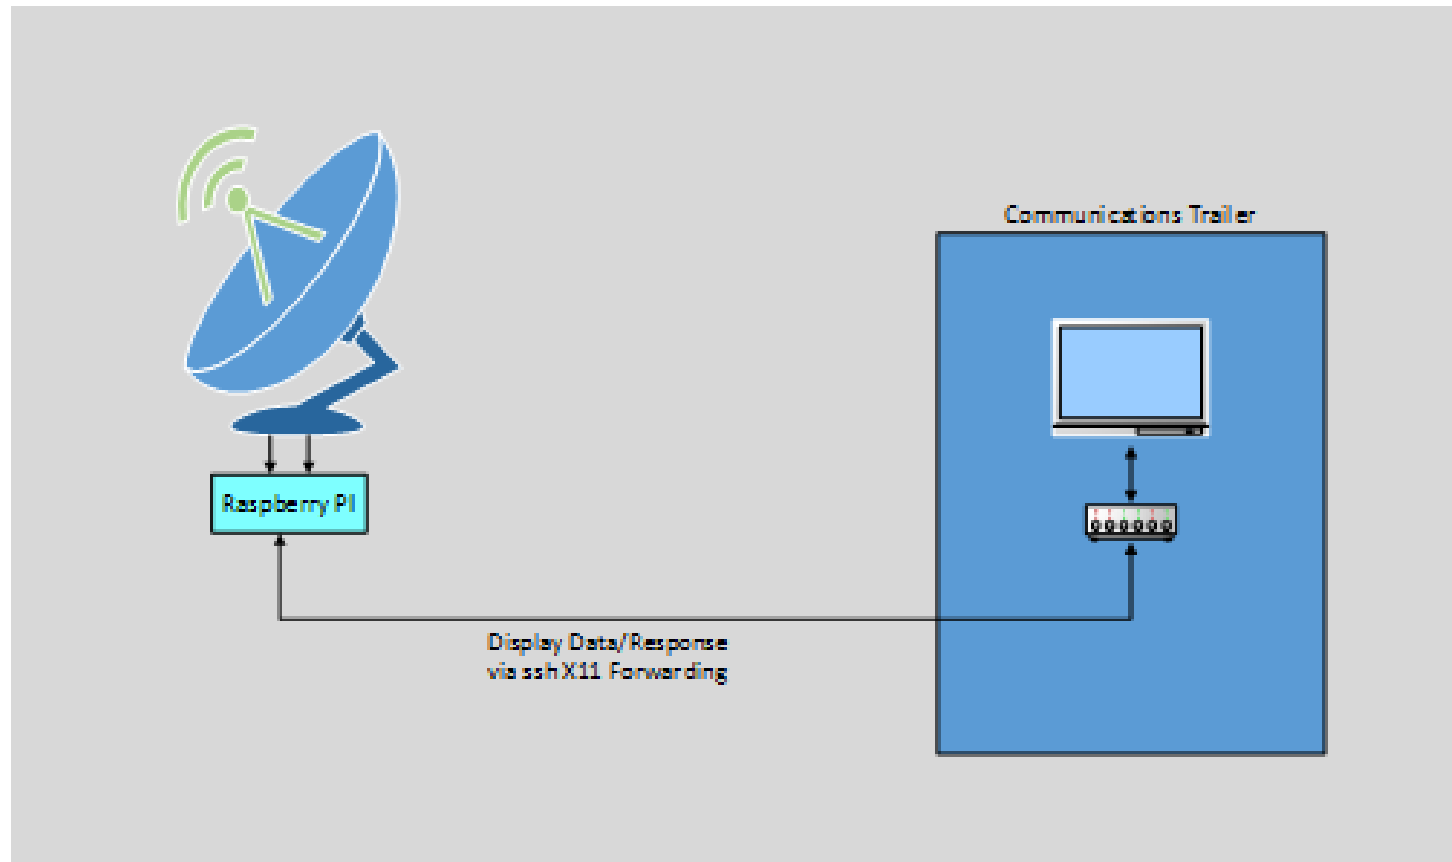 Communications Trailer
Raspberry PI
Display Data/Response
via ssh X11 Forwarding